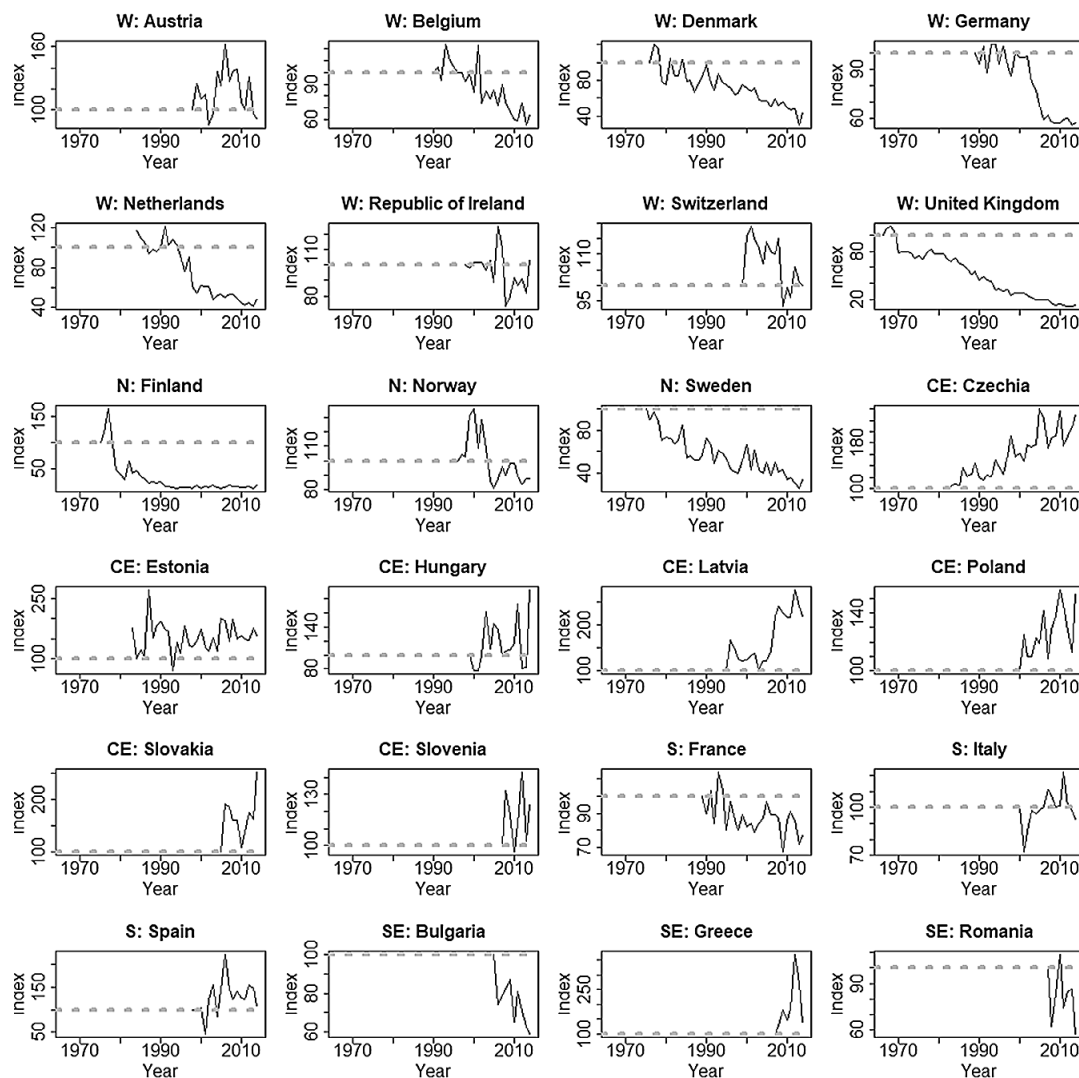 W: Austria
W: Belgium
W: Denmark
W: Germany
Index
160
100
1970
1990
2010
Year
Index
90
60
1970
1990
2010
Year
Index
80
40
1970
1990
2010
Year
Index
90
60
1970
1990
2010
Year
W: Netherlands
W: Republic of Ireland
W: Switzerland
W: United Kingdom
Index
120
80
40
1970
1990
2010
Year
Index
110
80
1970
1990
2010
Year
Index
110
95
1970
1990
2010
Year
Index
80
20
1970
1990
2010
Year
N: Finland
N: Norway
N: Sweden
CE: Czechia
Index
150
50
1970
1990
2010
Year
Index
110
80
1970
1990
2010
Year
Index
80
40
1970
1990
2010
Year
Index
180
100
1970
1990
2010
Year
CE: Estonia
CE: Hungary
CE: Latvia
CE: Poland
Index
250
100
1970
1990
2010
Year
Index
140
80
1970
1990
2010
Year
Index
200
100
1970
1990
2010
Year
Index
140
100
1970
1990
2010
Year
CE: Slovakia
CE: Slovenia
S: France
S: Italy
Index
200
100
1970
1990
2010
Year
Index
130
100
1970
1990
2010
Year
Index
90
70
1970
1990
2010
Year
Index
100
70
1970
1990
2010
Year
S: Spain
SE: Bulgaria
SE: Greece
SE: Romania
Index
150
50
1970
1990
2010
Year
Index
100
80
60
1970
1990
2010
Year
Index
250
100
1970
1990
2010
Year
Index
90
60
1970
1990
2010
Year